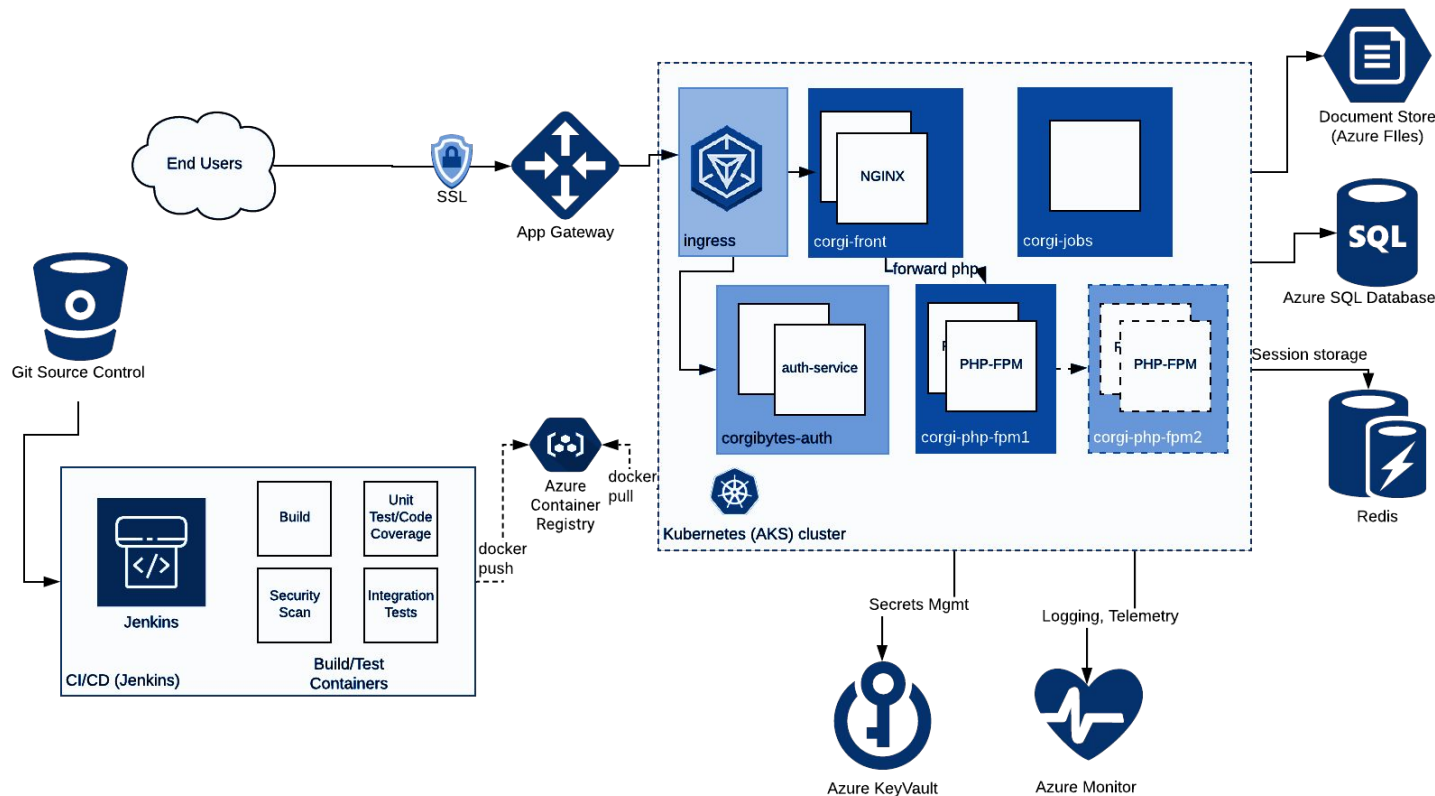 Document Store
(Azure FIles)
End Users
SSL
App Gateway
NGINX
ingress
corgi-front
corgi-jobs
SQL
Azure SQL Database
forward php
Git Source Control
auth-service
PHP-FPM
PHP-FPM
corgibytes-auth
corgi-php-fpm1
corgi-php-fpm2
Session storage
Redis
Azure
Container
Registry
docker
pull
docker
push
Kubernetes (AKS) cluster
Build
Unit
Test/Code
Coverage
Security
Scan
Integration
Tests
Jenkins
Build/Test
Containers
CI/CD (Jenkins)
Secrets Mgmt
Logging, Telemetry
Azure KeyVault
Azure Monitor